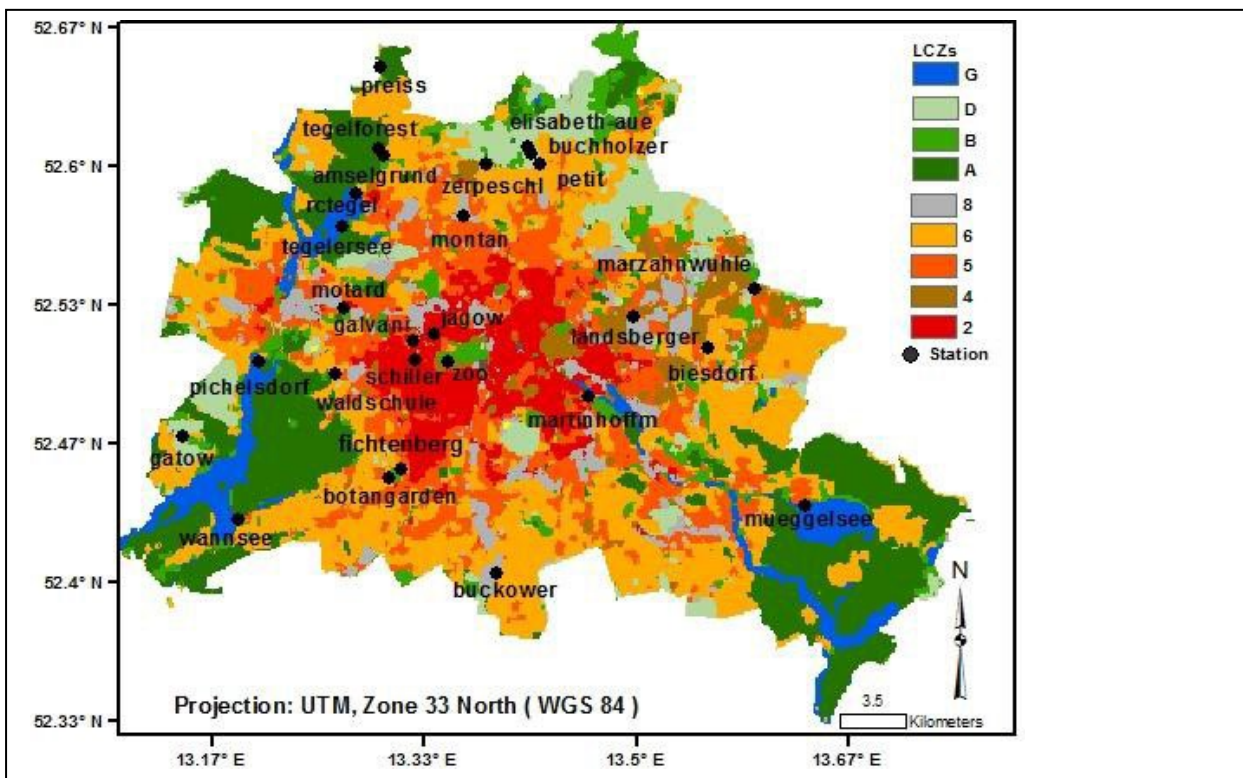 52.67° N
52.6° N
52.53° N
52.47° N
52.4° N
52.33° N
13.17° E
13.33° E
13.5° E
13.67° E
LCZs
G
D
B
A
8
6
5
4
2
Station
preiss
tegelforest
elisabeth-aue
buchholzer
amselgrund
zerpeschl
petit
rctegel
montan
tegelersee
marzahnwuhle
motard
galvani
jagow
landsberger
pichelsdorf
schiller
zoo
biesdorf
waldschule
martinhoffm
fichtenberg
gatow
botangarden
mueggelsee
wannsee
buckower
N
Projection: UTM, Zone 33 North ( WGS 84 )
3.5
Kilometers